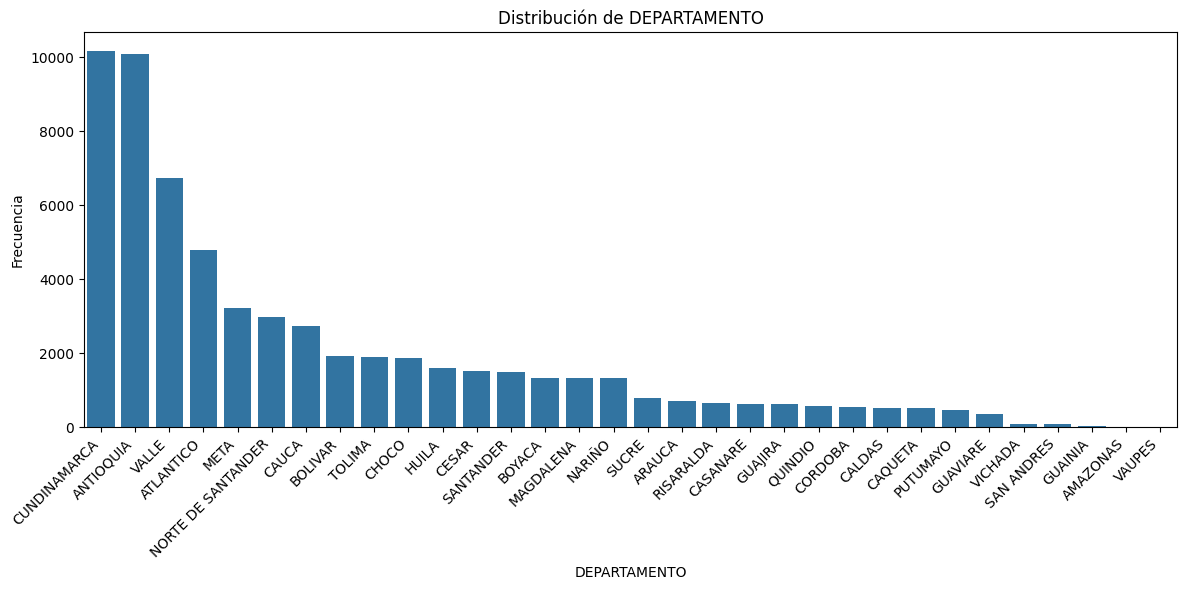 Distribución de DEPARTAMENTO
Frecuencia
10000
8000
6000
4000
2000
0
CUNDINAMARCA
ANTIOQUIA
VALLE
ATLANTICO
META
NORTE DE SANTANDER
CAUCA
BOLIVAR
TOLIMA
CHOCO
HUILA
CESAR
SANTANDER
BOYACA
MAGDALENA
NARIÑO
SUCRE
ARAUCA
RISARALDA
CASANARE
GUAJIRA
QUINDIO
CORDOBA
CALDAS
CAQUETA
PUTUMAYO
GUAVIARE
VICHADA
SAN ANDRES
GUAINIA
AMAZONAS
VAUPES
DEPARTAMENTO